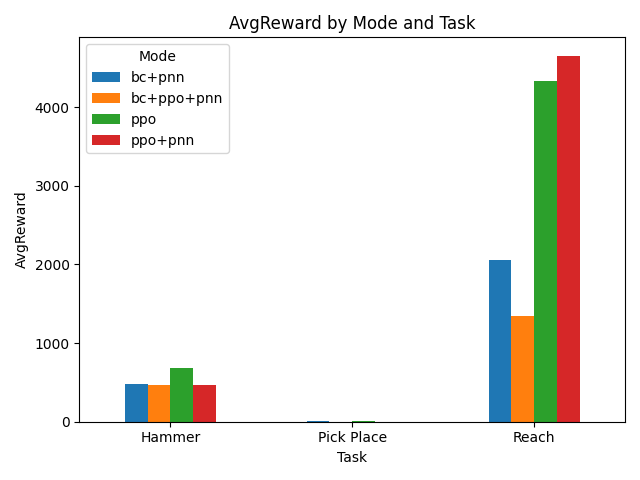 AvgReward by Mode and Task
Mode
bc+pnn
bc+ppo+pnn
ppo
ppo+pnn
AvgReward
4000
3000
2000
1000
0
Hammer
Pick Place
Reach
Task